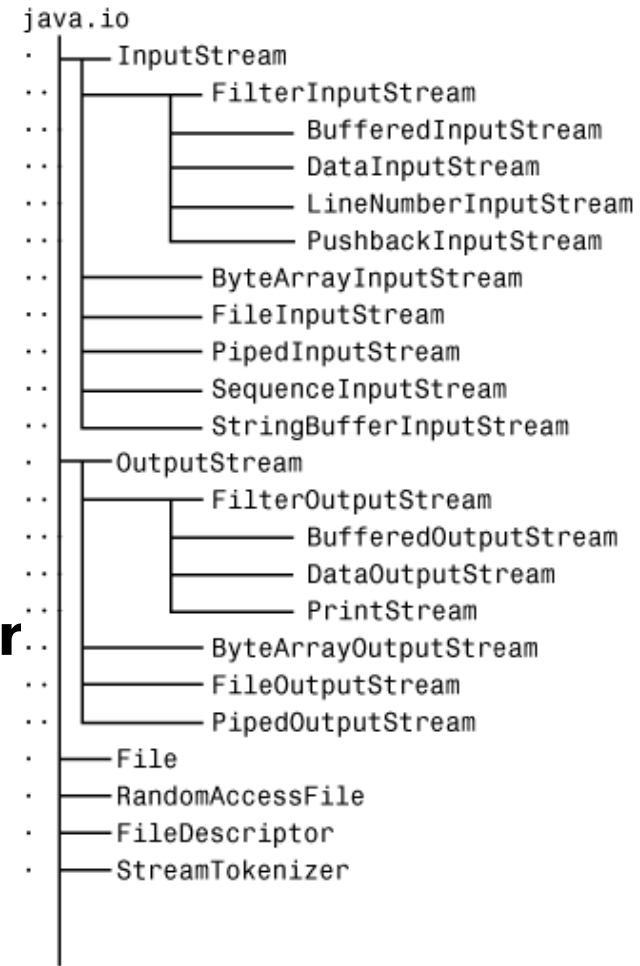 java.io
InputStream
FilterInputStream
BufferedInputStream
DataInputStream
LineNumberInputStream
PushbackInputStream
ByteArrayInputStream
FileInputStream
PipedInputStream
SequenceInputStream
StringBufferInputStream
OutputStream
FilterOutputStream
BufferedOutputStream
DataOutputStream
PrintStream
r
ByteArrayOutputStream
FileOutputStream
PipedOutputStream
File
RandomAccessFile
FileDescriptor
StreamTokenizer